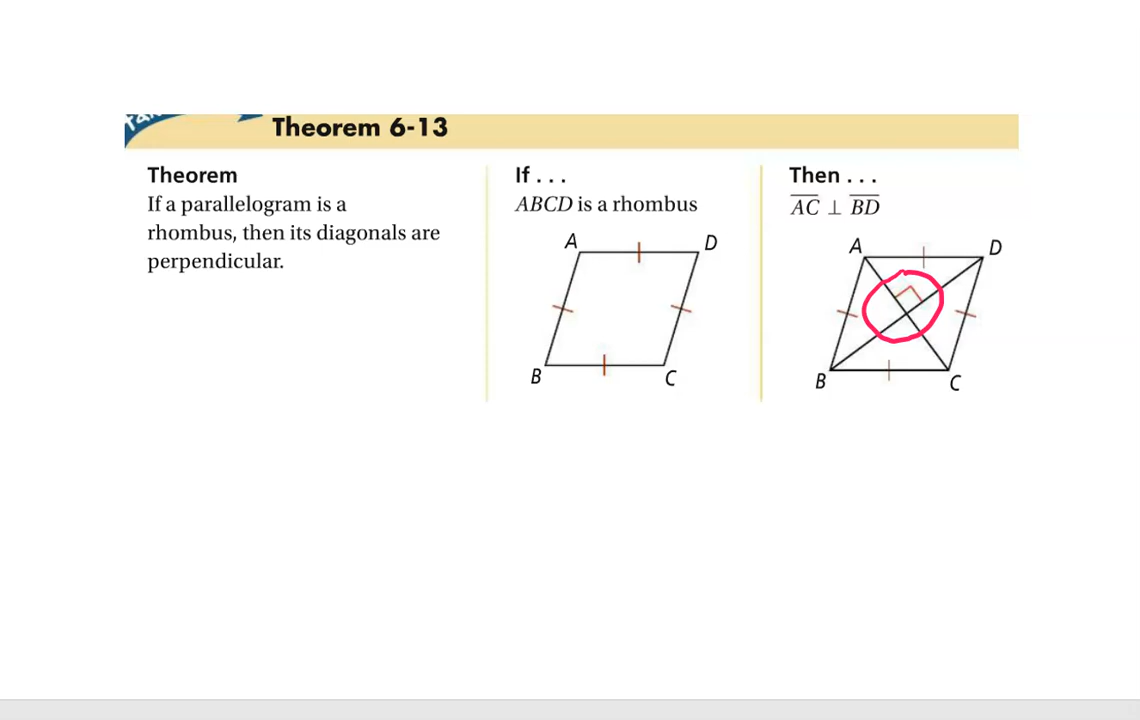 Theorem 6-13
Theorem
If a parallelogram is a
rhombus, then its diagonals are
perpendicular.
If . . .
ABCD is a rhombus
A
D
B
C
Then . . .
AC ⊥ BD
A
D
B
C